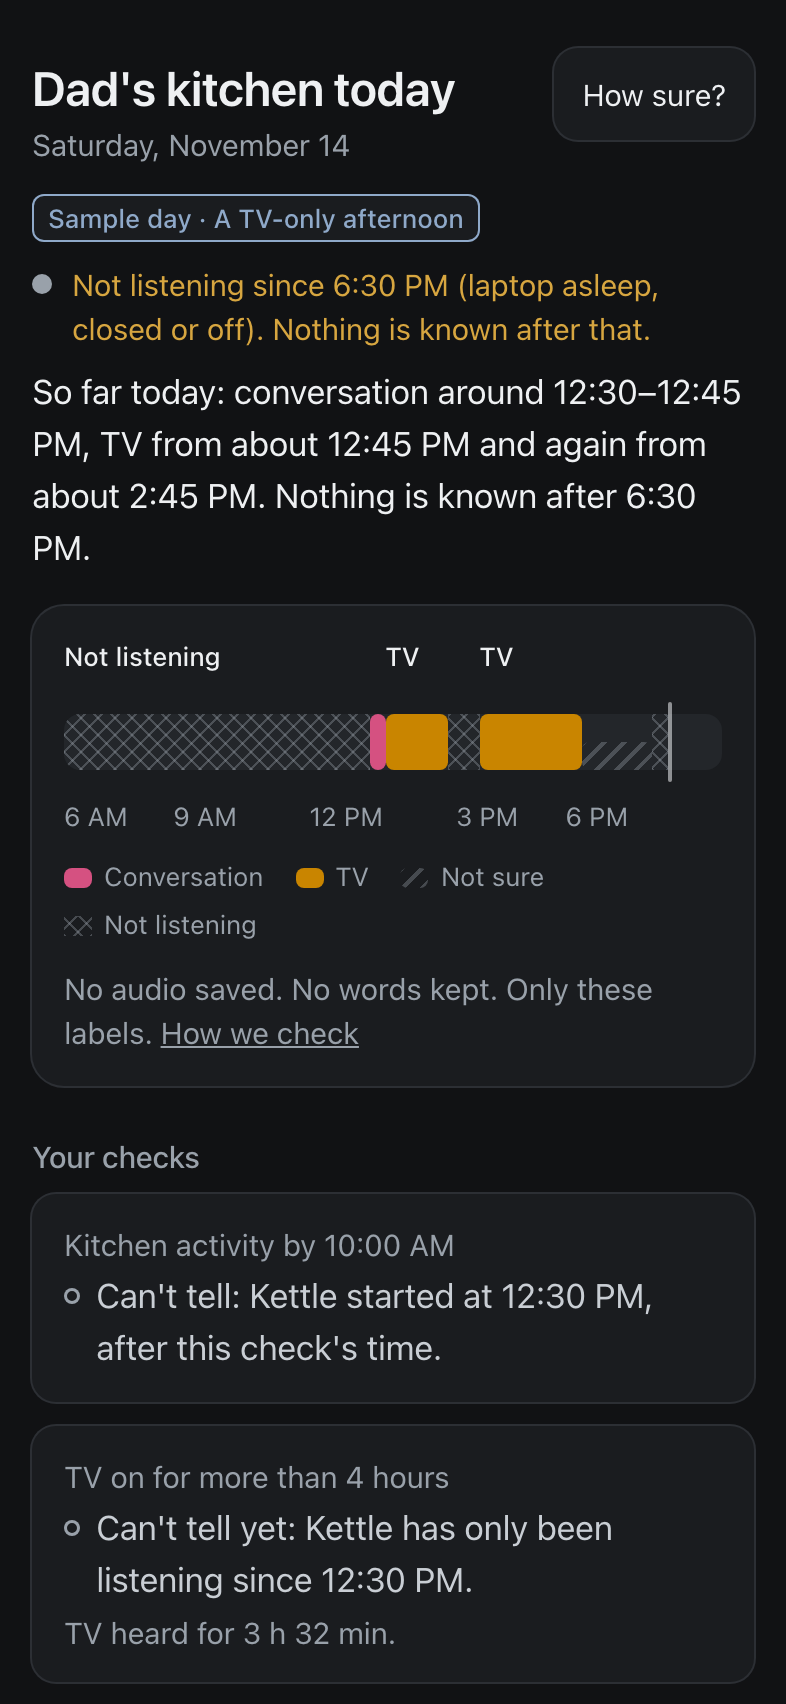 Dad's kitchen today
How sure?
Saturday, November 14
Sample day · A TV-only afternoon
Not listening since 6:30 PM (laptop asleep,
closed or off). Nothing is known after that.
So far today: conversation around 12:30–12:45
PM, TV from about 12:45 PM and again from
about 2:45 PM. Nothing is known after 6:30
PM.
Not listening TV TV
6 AM 9 AM 12 PM 3 PM 6 PM
Conversation TV Not sure
Not listening
No audio saved. No words kept. Only these
labels. How we check
Your checks
Kitchen activity by 10:00 AM
Can't tell: Kettle started at 12:30 PM,
after this check's time.
TV on for more than 4 hours
Can't tell yet: Kettle has only been
listening since 12:30 PM.
TV heard for 3 h 32 min.